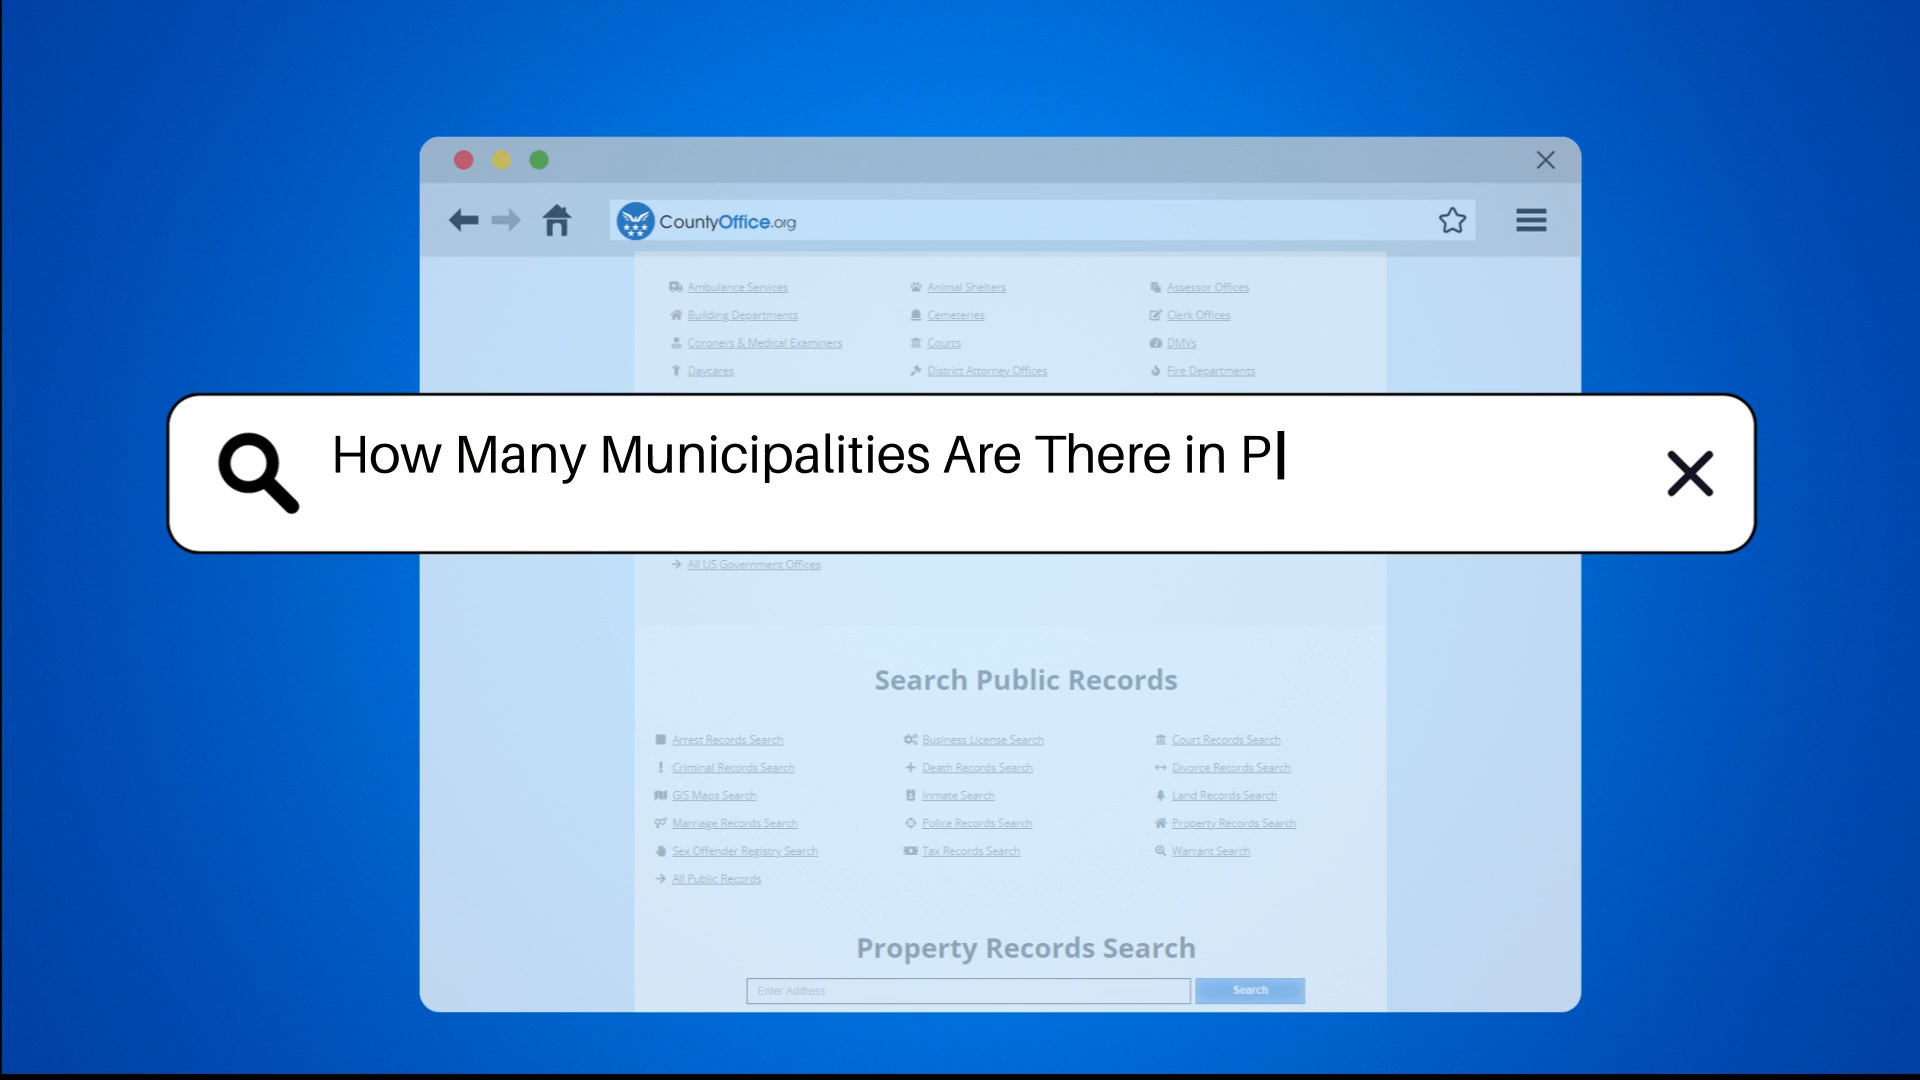 CountyOffice.org
Ambulance Services Animal Shelters Assessor Offices
Building Departments Cemeteries Clerk Offices
Coroners & Medical Examiners Courts DMVs
Daycares District Attorney Offices Fire Departments
How Many Municipalities Are There in P
All US Government Offices
Search Public Records
Arrest Records Search Business License Search Court Records Search
Criminal Records Search Death Records Search Divorce Records Search
GIS Maps Search Inmate Search Land Records Search
Marriage Records Search Police Records Search Property Records Search
Sex Offender Registry Search Tax Records Search Warrant Search
All Public Records
Property Records Search
Enter Address Search